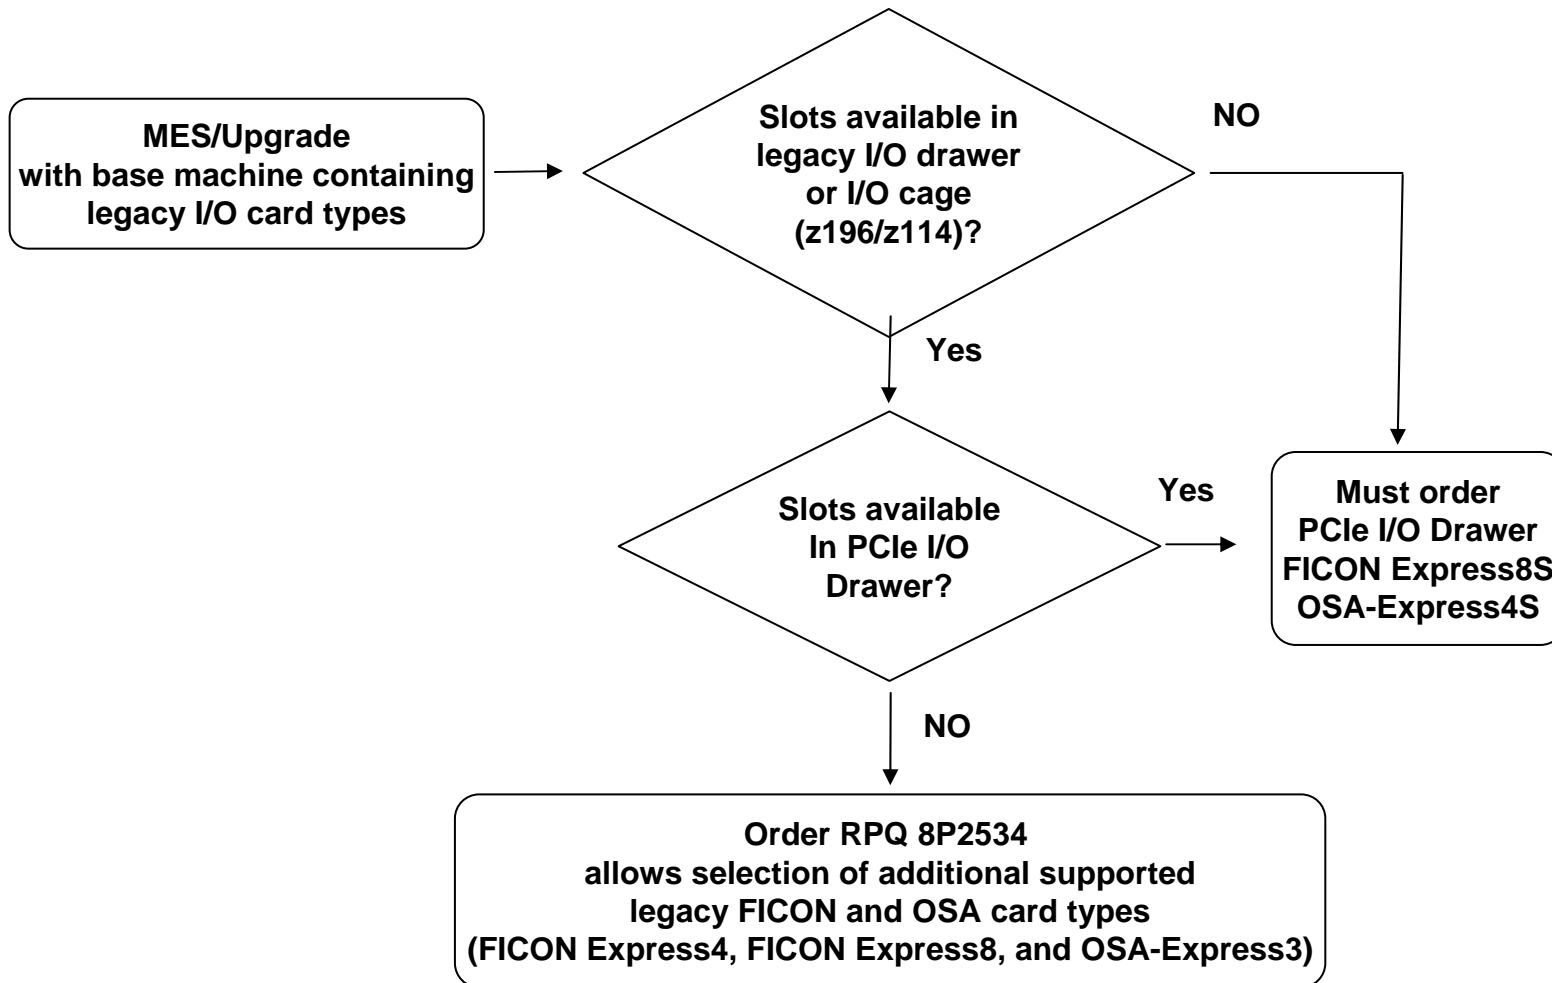 MES/Upgrade
with base machine containing
legacy I/O card types
Slots available in
legacy I/O drawer
or I/O cage
(z196/z114)?
NO
Yes
Slots available
In PCIe I/O
Drawer?
Yes
Must order
PCIe I/O Drawer
FICON Express8S
OSA-Express4S
NO
Order RPQ 8P2534
allows selection of additional supported
legacy FICON and OSA card types
(FICON Express4, FICON Express8, and OSA-Express3)